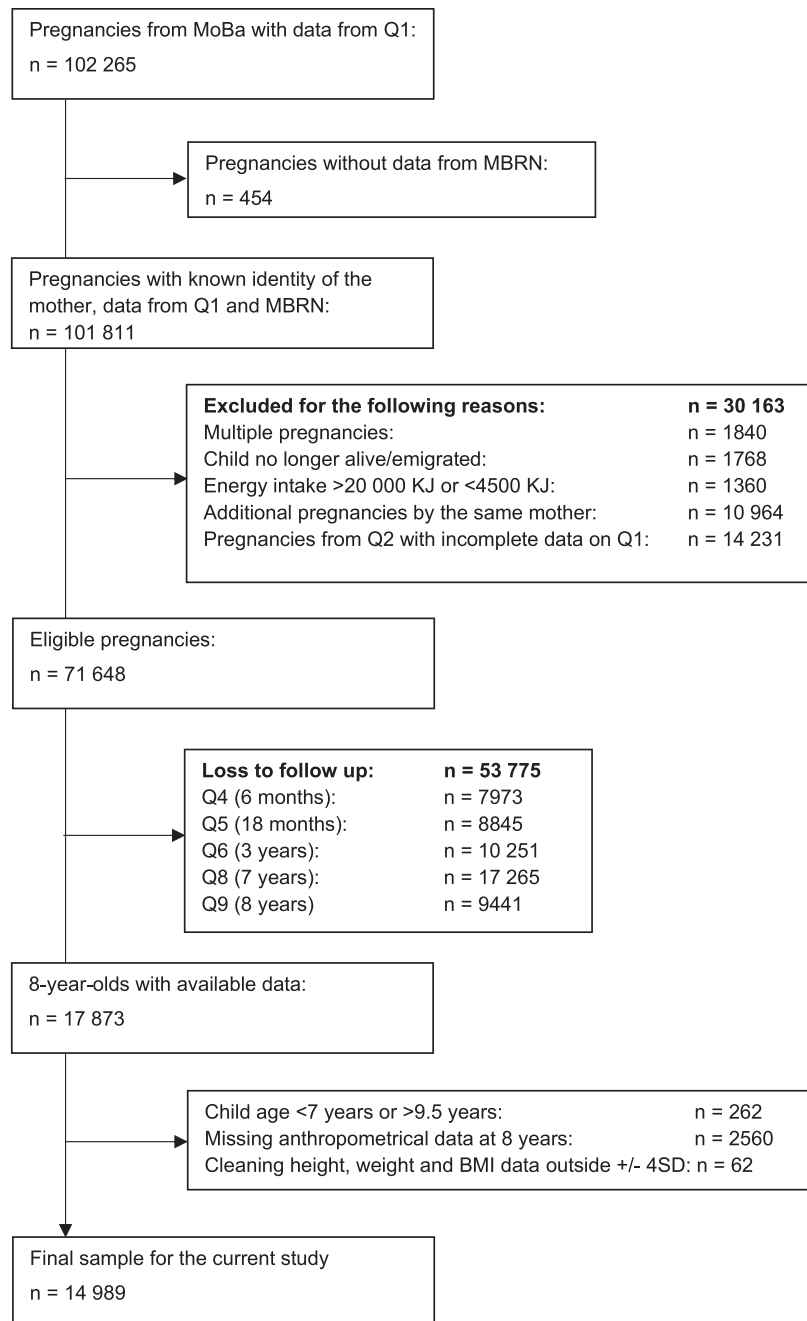 Pregnancies from MoBa with data from Q1:
n = 102 265
Pregnancies without data from MBRN:
n = 454
Pregnancies with known identity of the
mother, data from Q1 and MBRN:
n = 101 811
Excluded for the following reasons: n = 30 163
Multiple pregnancies: n = 1840
Child no longer alive/emigrated: n = 1768
Energy intake >20 000 KJ or <4500 KJ: n = 1360
Additional pregnancies by the same mother: n = 10 964
Pregnancies from Q2 with incomplete data on Q1: n = 14 231
Eligible pregnancies:
n = 71 648
Loss to follow up: n = 53 775
Q4 (6 months): n = 7973
Q5 (18 months): n = 8845
Q6 (3 years): n = 10 251
Q8 (7 years): n = 17 265
Q9 (8 years) n = 9441
8-year-olds with available data:
n = 17 873
Child age <7 years or >9.5 years: n = 262
Missing anthropometrical data at 8 years: n = 2560
Cleaning height, weight and BMI data outside +/- 4SD: n = 62
Final sample for the current study
n = 14 989